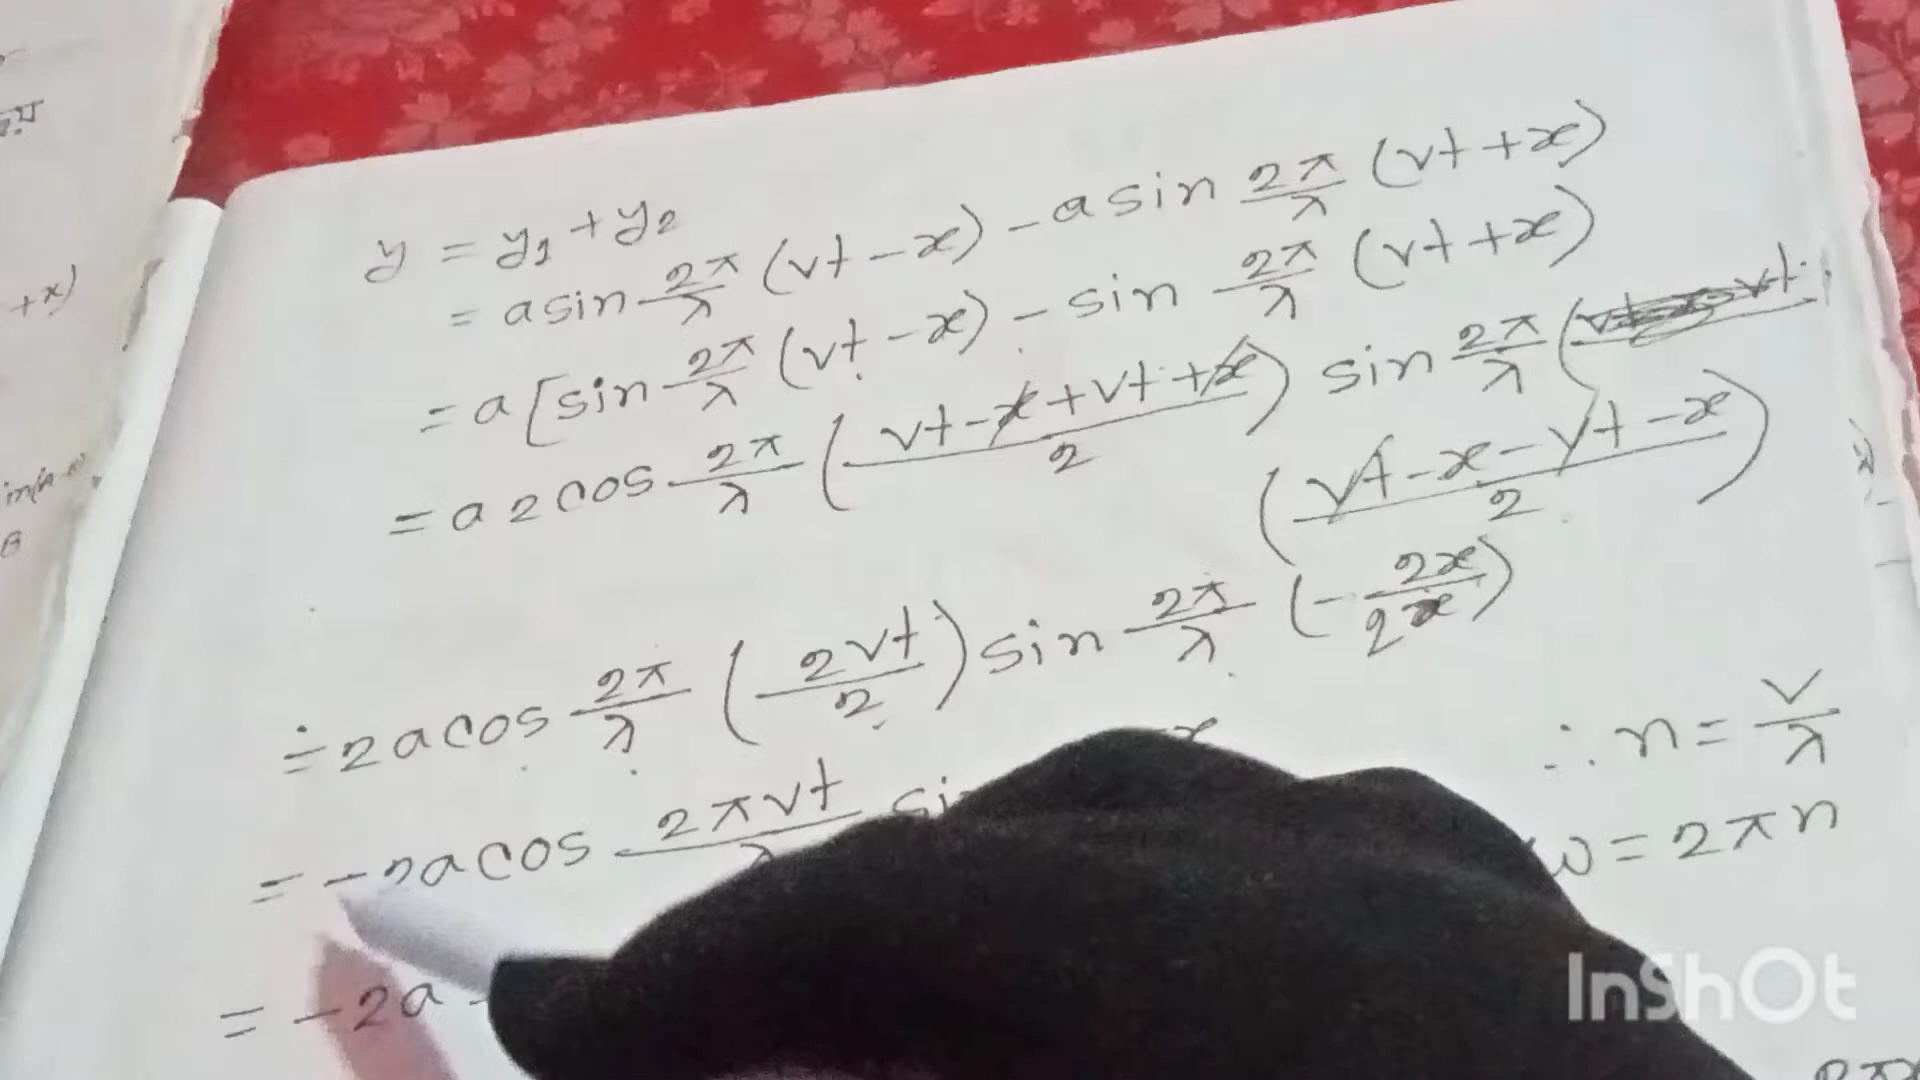 y = y₁ + y₂
= a sin 2π/λ (vt - x) - a sin 2π/λ (vt + x)
= a [sin 2π/λ (vt - x) - sin 2π/λ (vt + x)
= a 2 cos 2π/λ ((vt - x + vt + x)/2) sin 2π/λ (
((vt - x - vt - x)/2)
= 2a cos 2π/λ (2vt/2) sin 2π/λ (- 2x/2)
= -2a cos 2πvt/λ
∴ n = v/λ
ω = 2πn
= -2a
+x)
InShOt